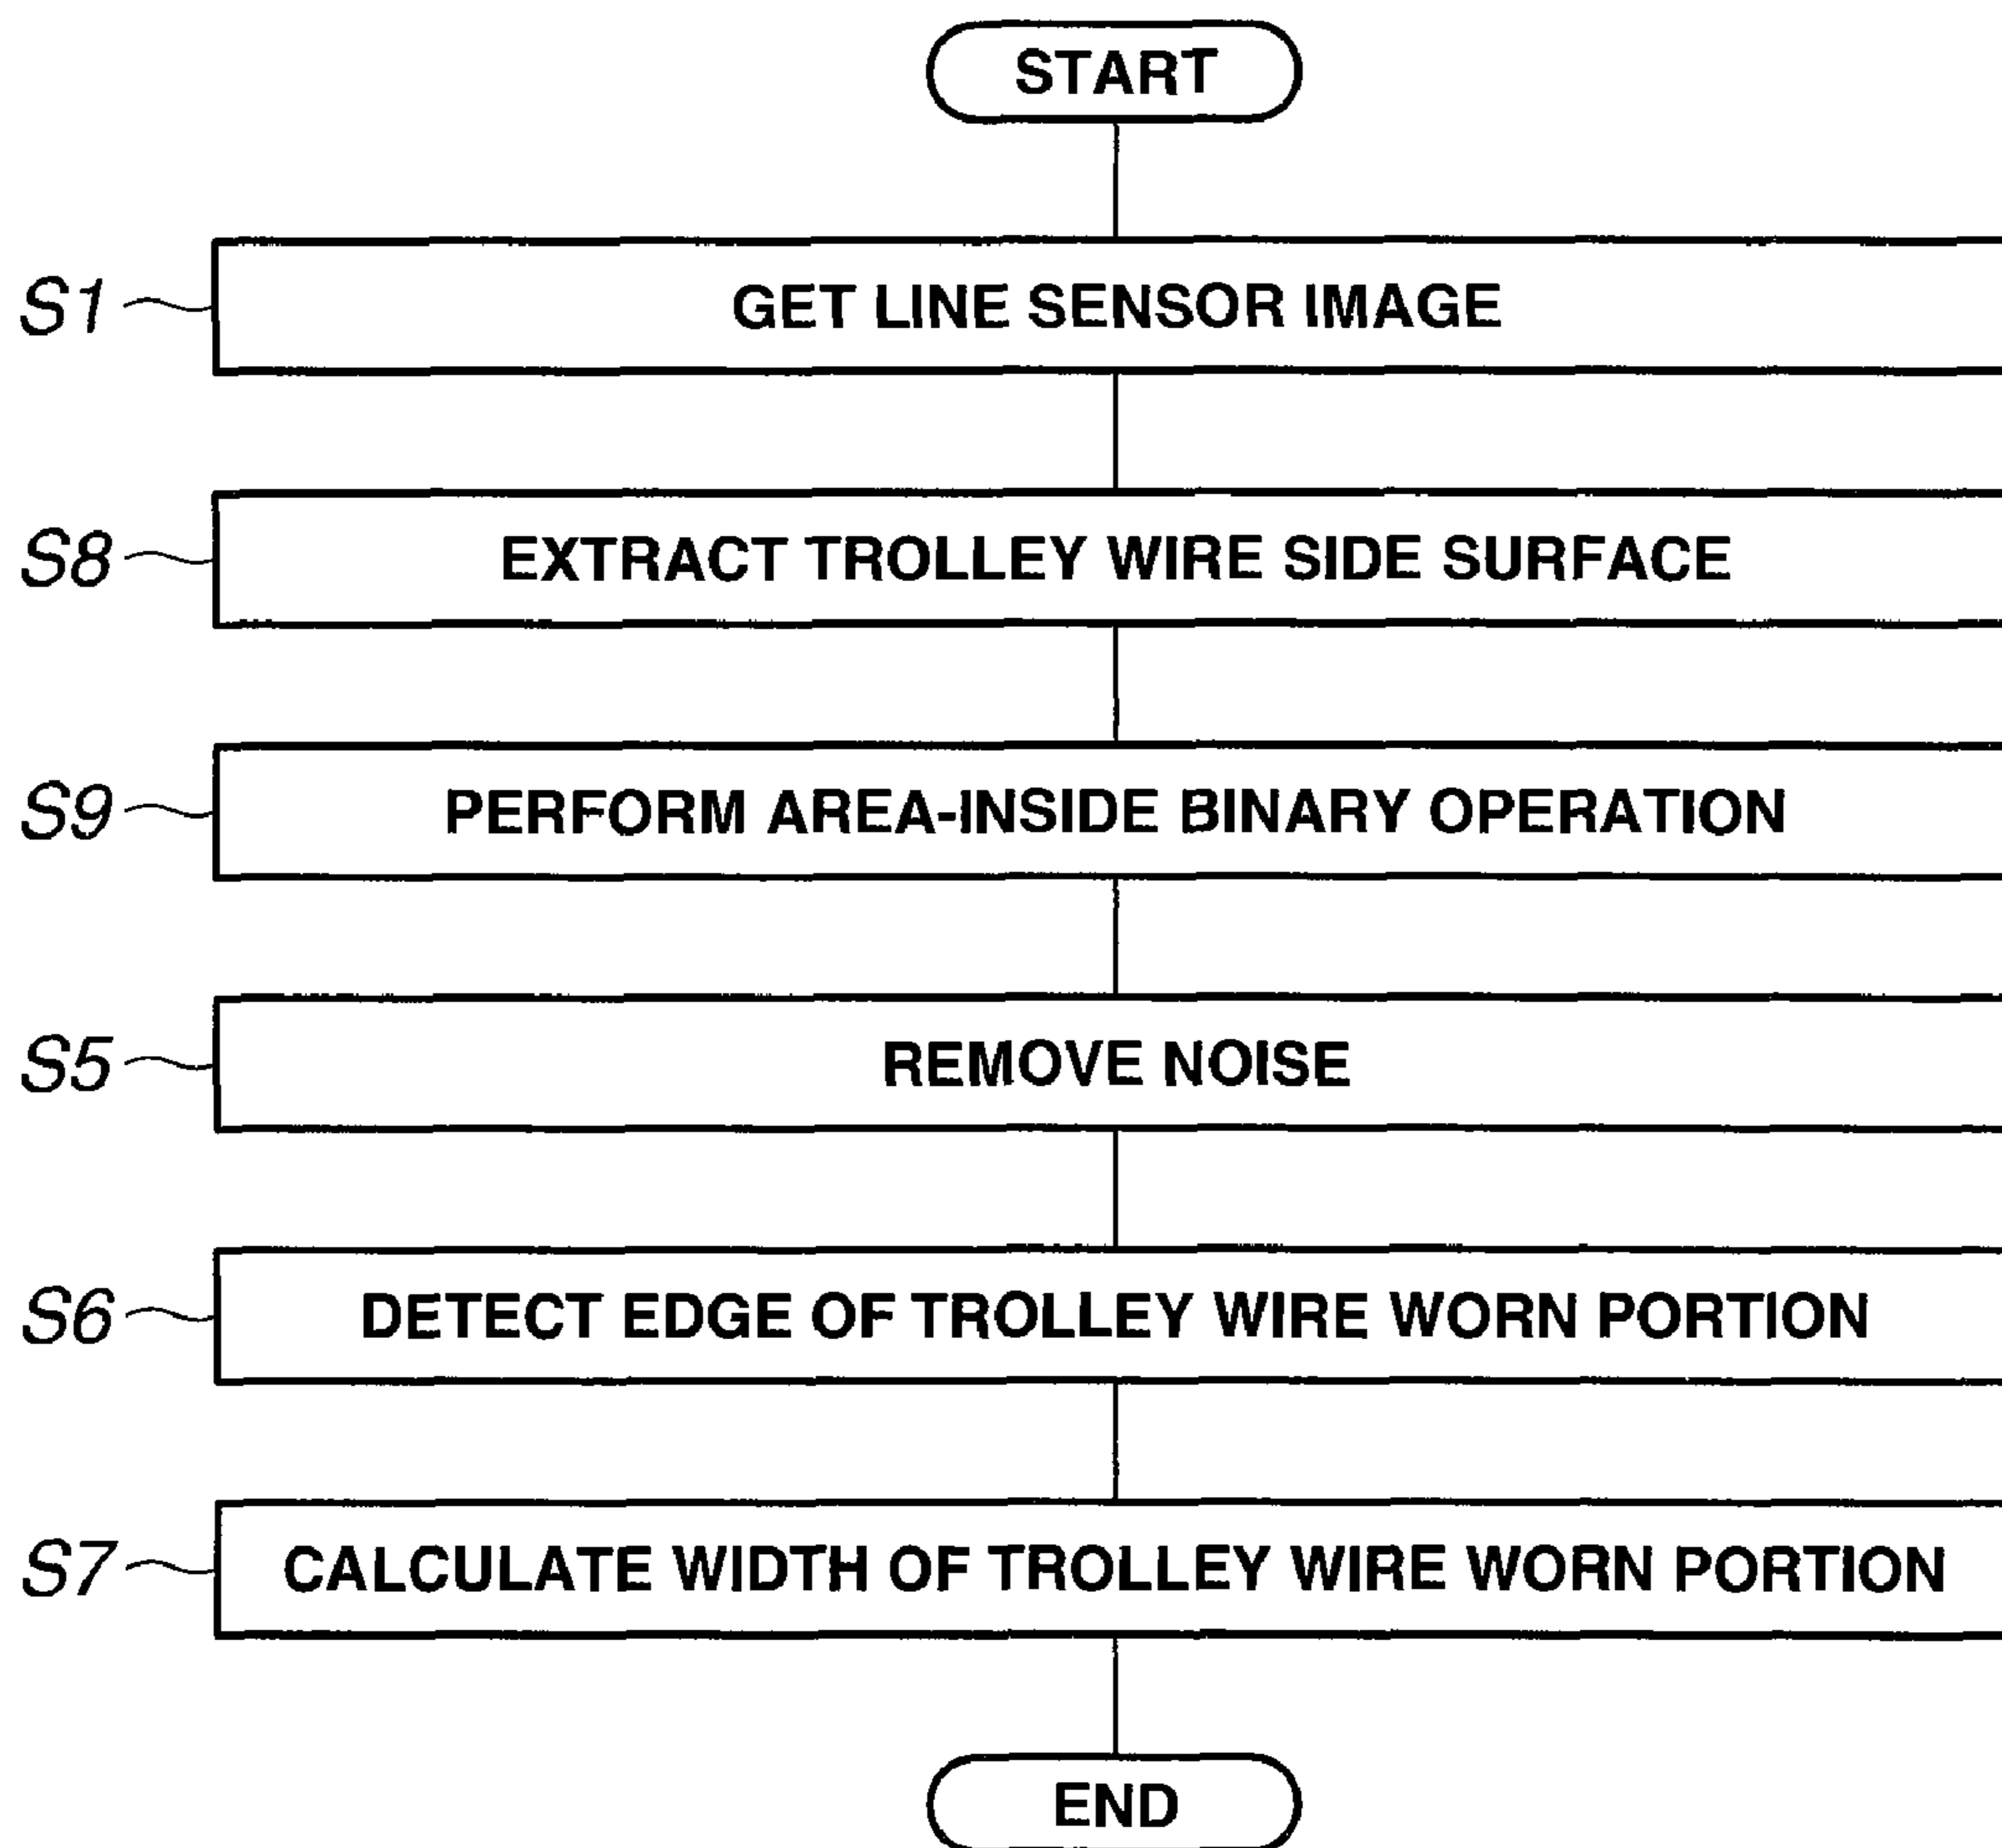 START
S1 GET LINE SENSOR IMAGE
S8 EXTRACT TROLLEY WIRE SIDE SURFACE
S9 PERFORM AREA-INSIDE BINARY OPERATION
S5 REMOVE NOISE
S6 DETECT EDGE OF TROLLEY WIRE WORN PORTION
S7 CALCULATE WIDTH OF TROLLEY WIRE WORN PORTION
END